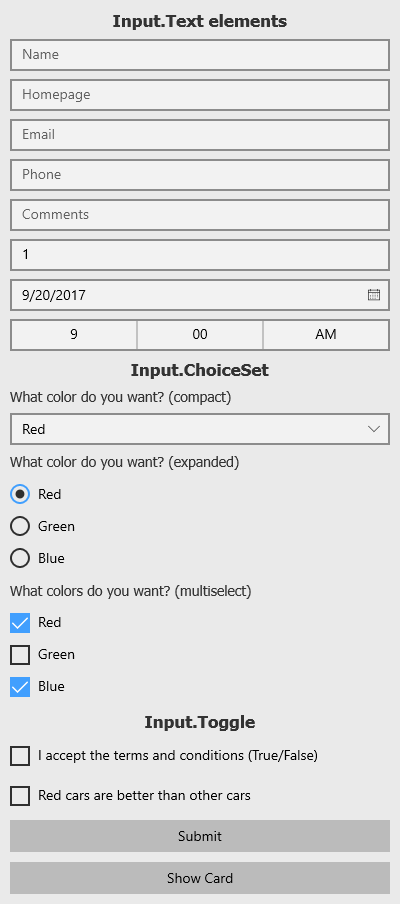 Input.Text elements
Name
Homepage
Email
Phone
Comments
1
9/20/2017
9 00 AM
Input.ChoiceSet
What color do you want? (compact)
Red
What color do you want? (expanded)
Red
Green
Blue
What colors do you want? (multiselect)
Red
Green
Blue
Input.Toggle
I accept the terms and conditions (True/False)
Red cars are better than other cars
Submit
Show Card